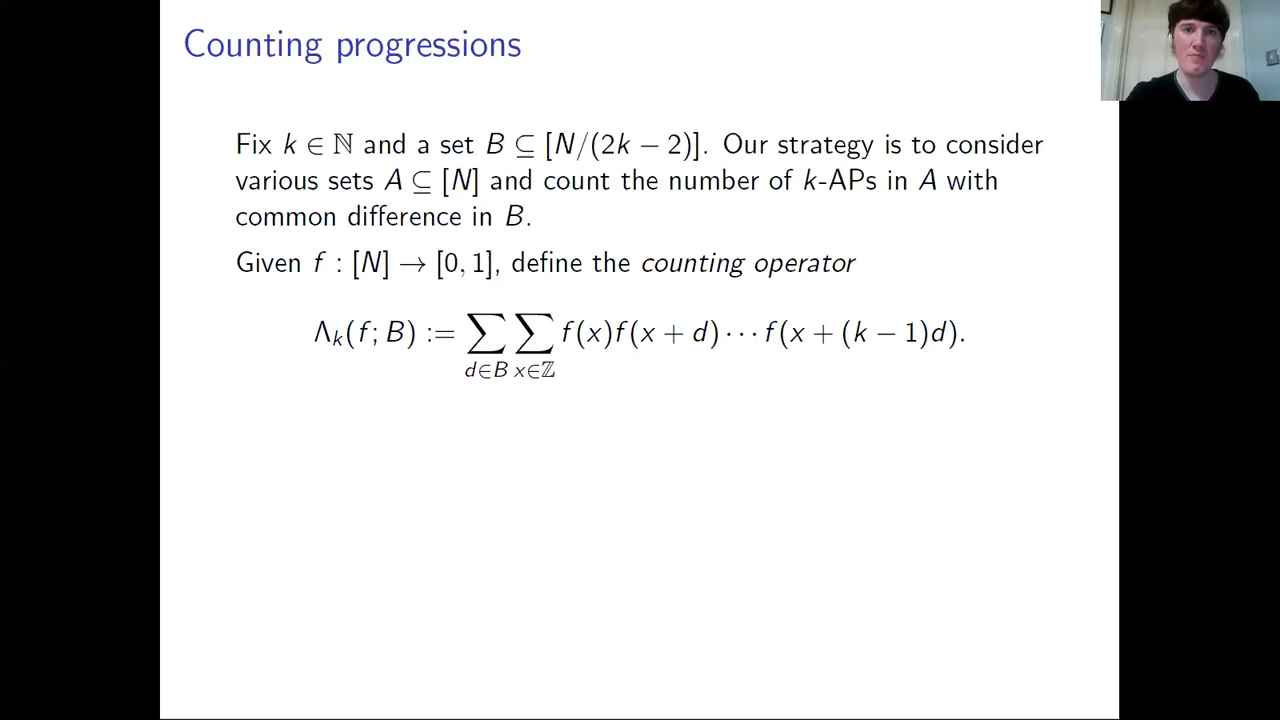 Counting progressions
Fix k ∈ ℕ and a set B ⊆ [N/(2k − 2)]. Our strategy is to consider
various sets A ⊆ [N] and count the number of k-APs in A with
common difference in B.
Given f : [N] → [0, 1], define the counting operator
Λₖ(f; B) := ∑_{d∈B} ∑_{x∈ℤ} f(x)f(x + d) ⋯ f(x + (k − 1)d).